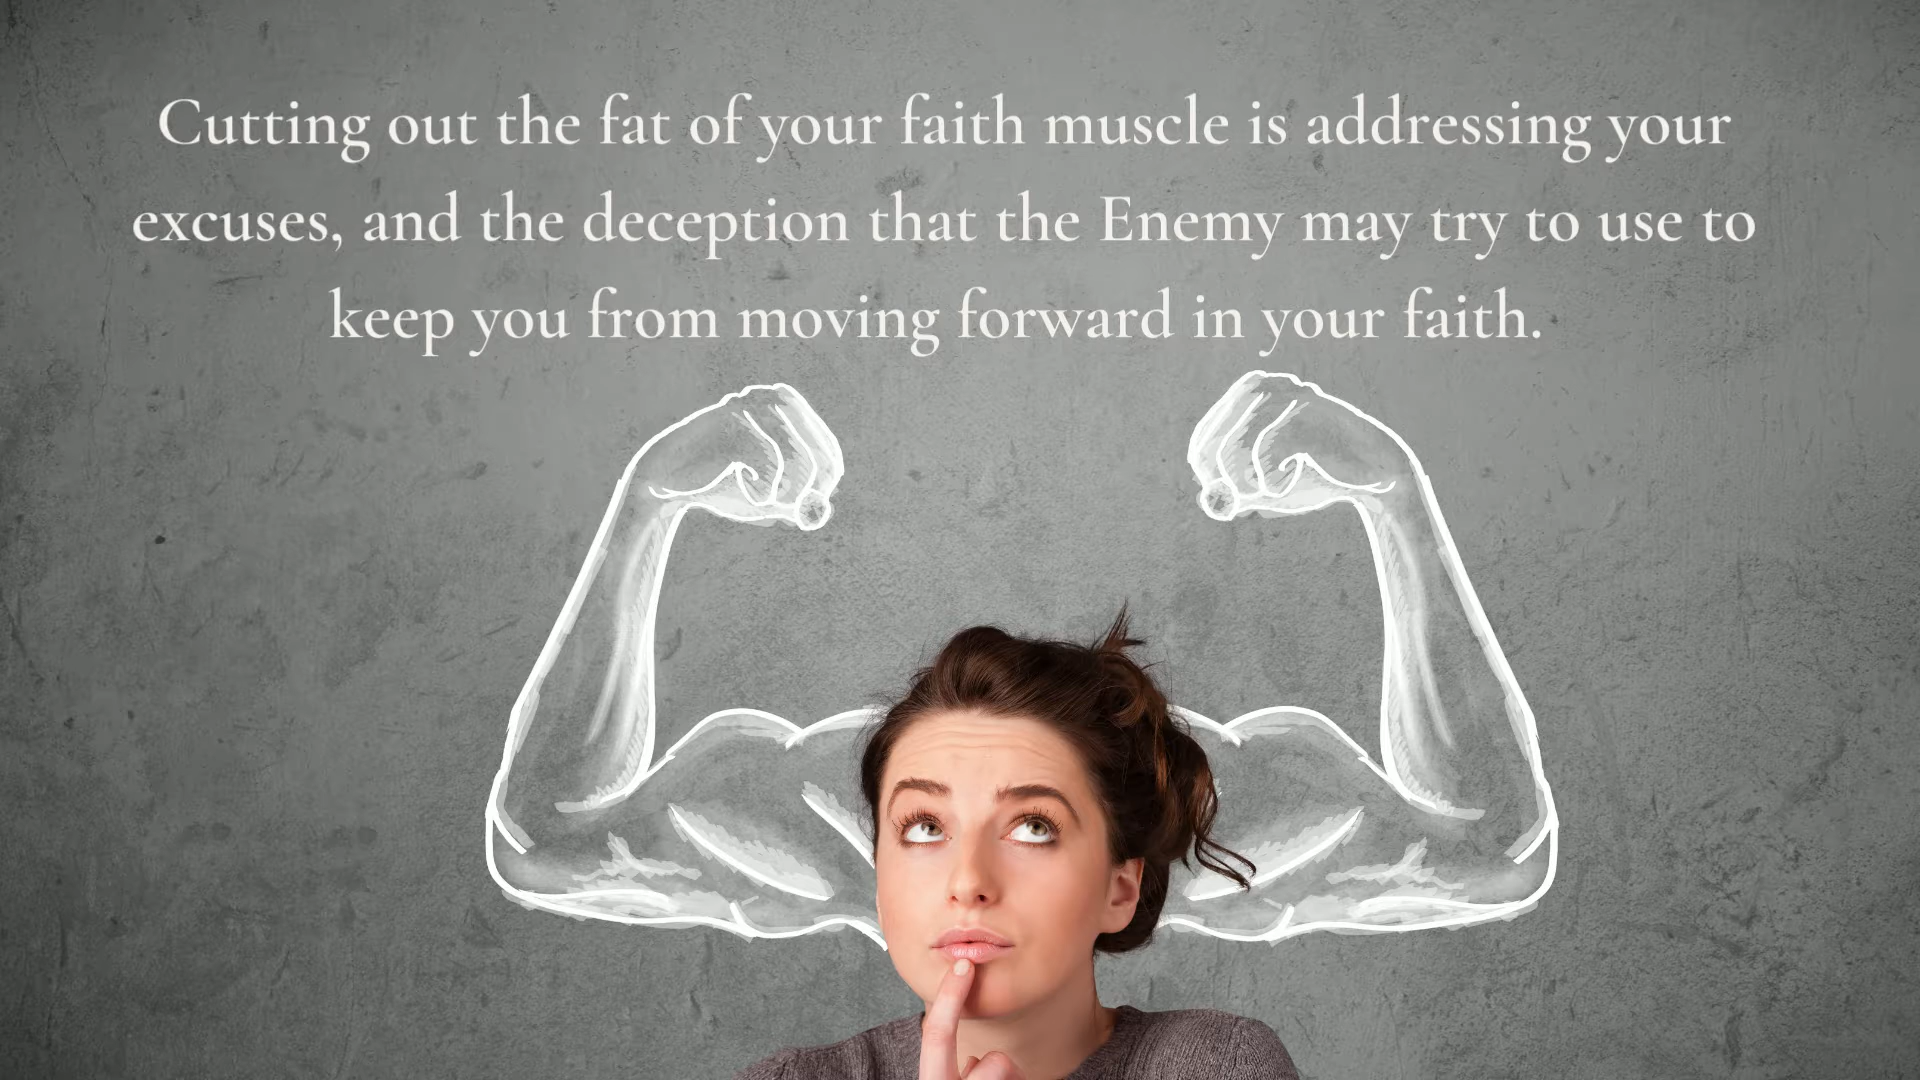 Cutting out the fat of your faith muscle is addressing your
excuses, and the deception that the Enemy may try to use to
keep you from moving forward in your faith.